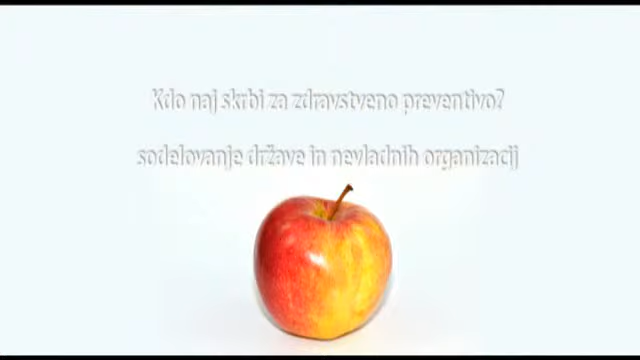 Kdo naj skrbi za zdravstveno preventivo?
sodelovanje države in nevladnih organizacij